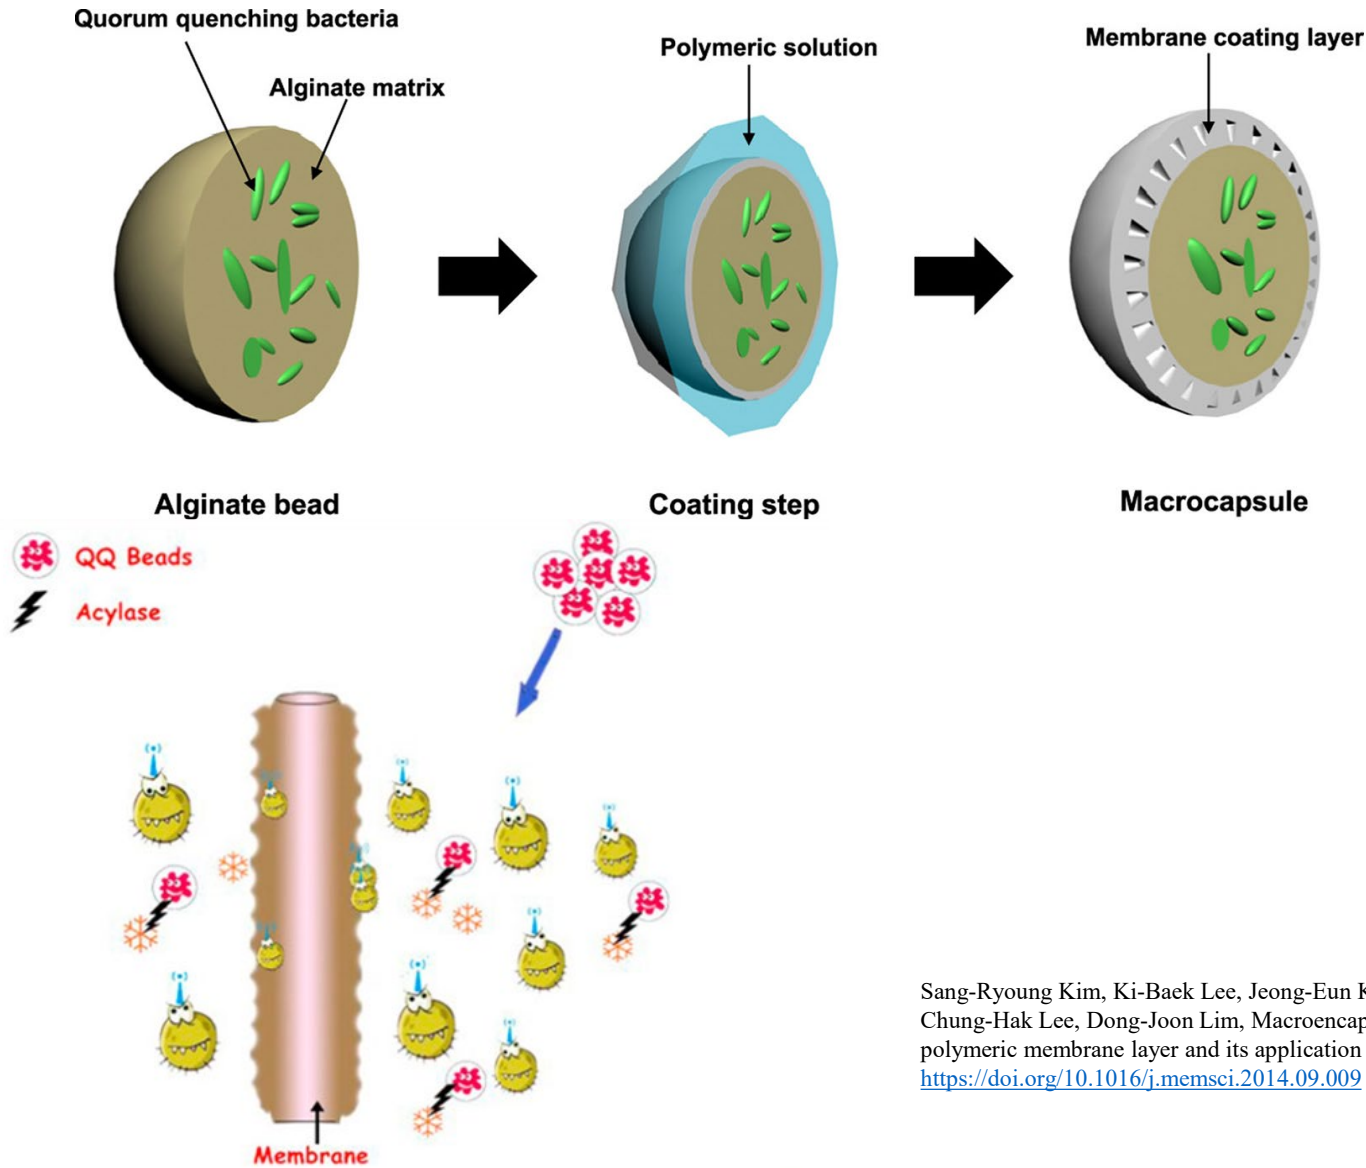 Quorum quenching bacteria
Alginate matrix
Polymeric solution
Membrane coating layer
Alginate bead
Coating step
Macrocapsule
QQ Beads
Acylase
Membrane
Sang-Ryoung Kim, Ki-Baek Lee, Jeong-Eun
Chung-Hak Lee, Dong-Joon Lim,
polymeric membrane layer and its application
https://doi.org/10.1016/j.memsci.2014.09.009